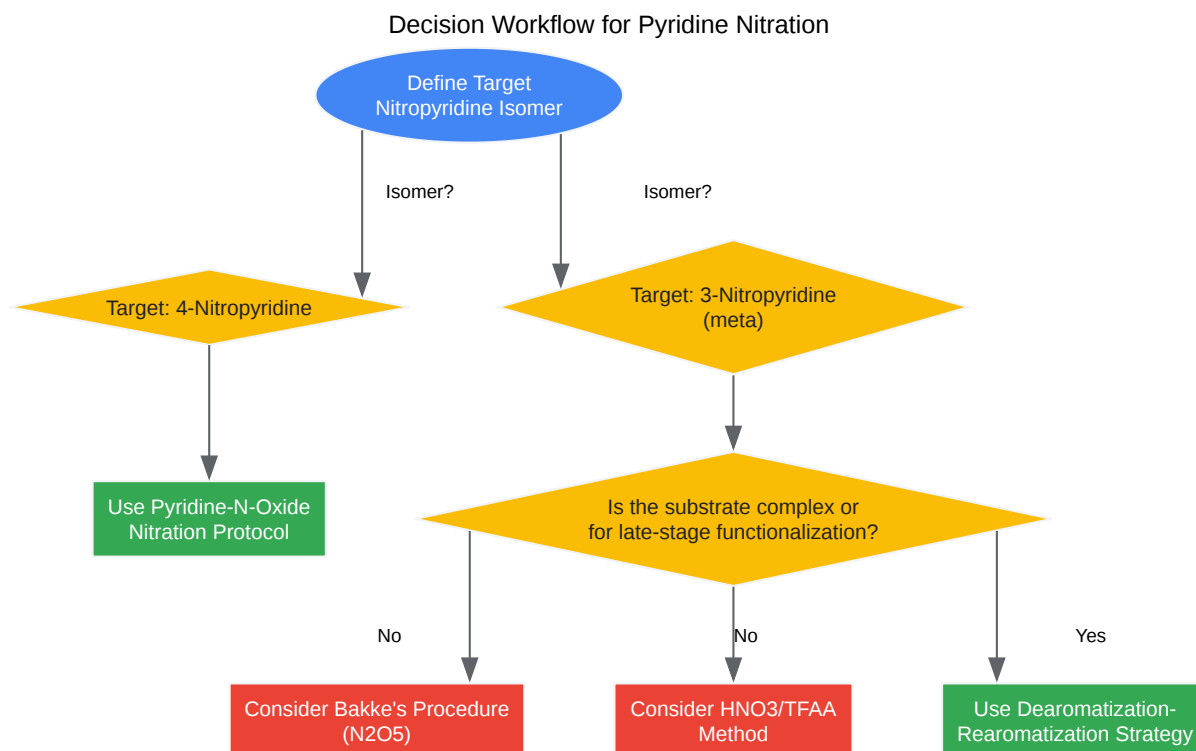 Decision Workflow for Pyridine Nitration
Define Target
Nitropyridine Isomer
Isomer?
Isomer?
Target: 4-Nitropyridine
Target: 3-Nitropyridine
(meta)
Use Pyridine-N-Oxide
Nitration Protocol
Is the substrate complex or
for late-stage functionalization?
No
No
Yes
Consider Bakke's Procedure
(N2O5)
Consider HNO3/TFAA
Method
Use Dearomatization-
Rearomatization Strategy